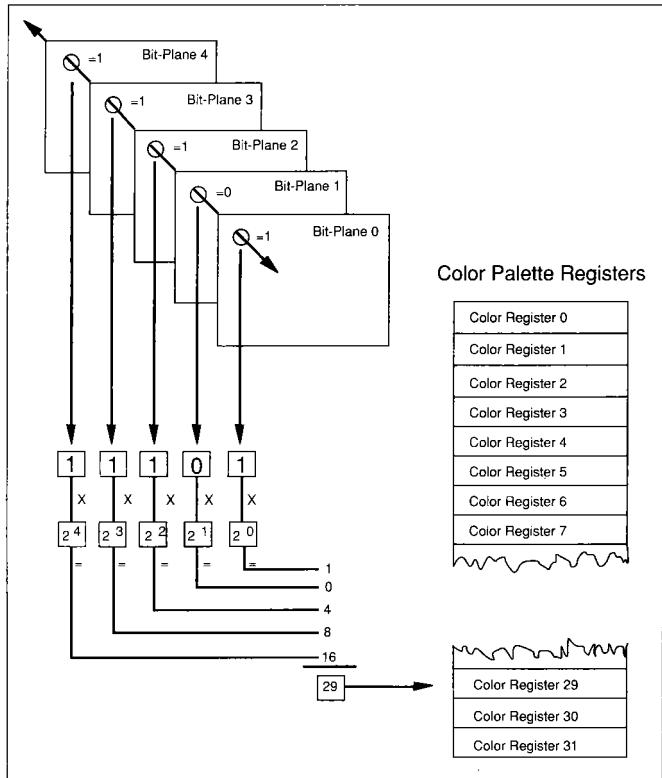 Bit-Plane 4
=1
Bit-Plane 3
=1
Bit-Plane 2
=1
Bit-Plane 1
=0
Bit-Plane 0
=1
Color Palette Registers
Color Register 0
Color Register 1
Color Register 2
Color Register 3
Color Register 4
Color Register 5
Color Register 6
Color Register 7
1 1 1 0 1
X X X X X
2^4 2^3 2^2 2^1 2^0
= = = = =
1
0
4
8
16
29
Color Register 29
Color Register 30
Color Register 31